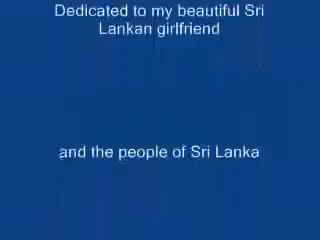 Dedicated to my beautiful Sri
Lankan girlfriend
and the people of Sri Lanka